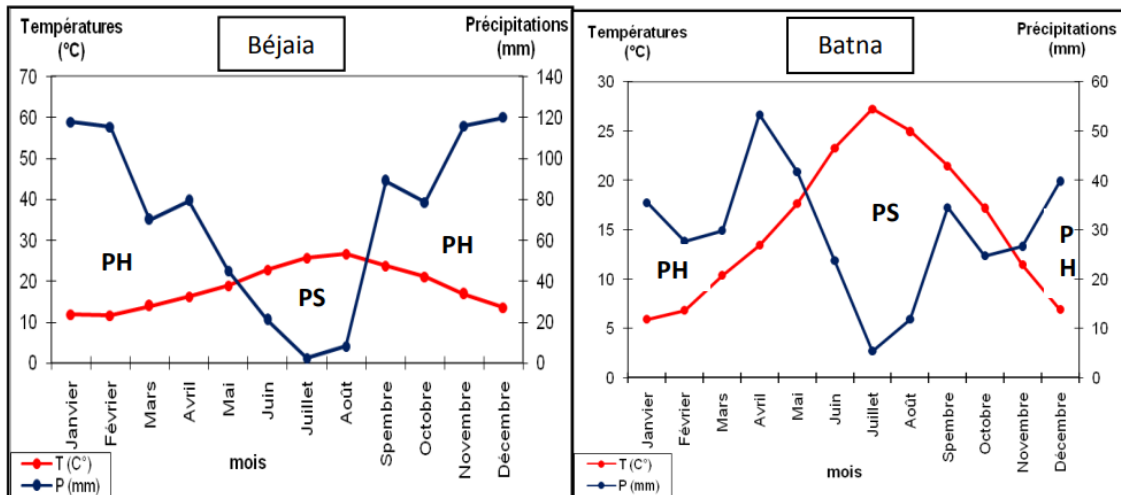 Températures
(°C)
Béjaia
Précipitations
(mm)
70
60
50
40
30
20
10
0
140
120
100
80
60
40
20
0
PH
PS
PH
Janvier
Février
Mars
Avril
Mai
Juin
Juillet
Août
Spembre
Octobre
Novembre
Décembre
mois
T (C°)
P (mm)
Températures
(°C)
Batna
Précipitations
(mm)
30
25
20
15
10
5
0
60
50
40
30
20
10
0
PH
PS
P
H
Janvier
Février
Mars
Avril
Mai
Juin
Juillet
Août
Spembre
Octobre
Novembre
Décembre
mois
T (C°)
P (mm)